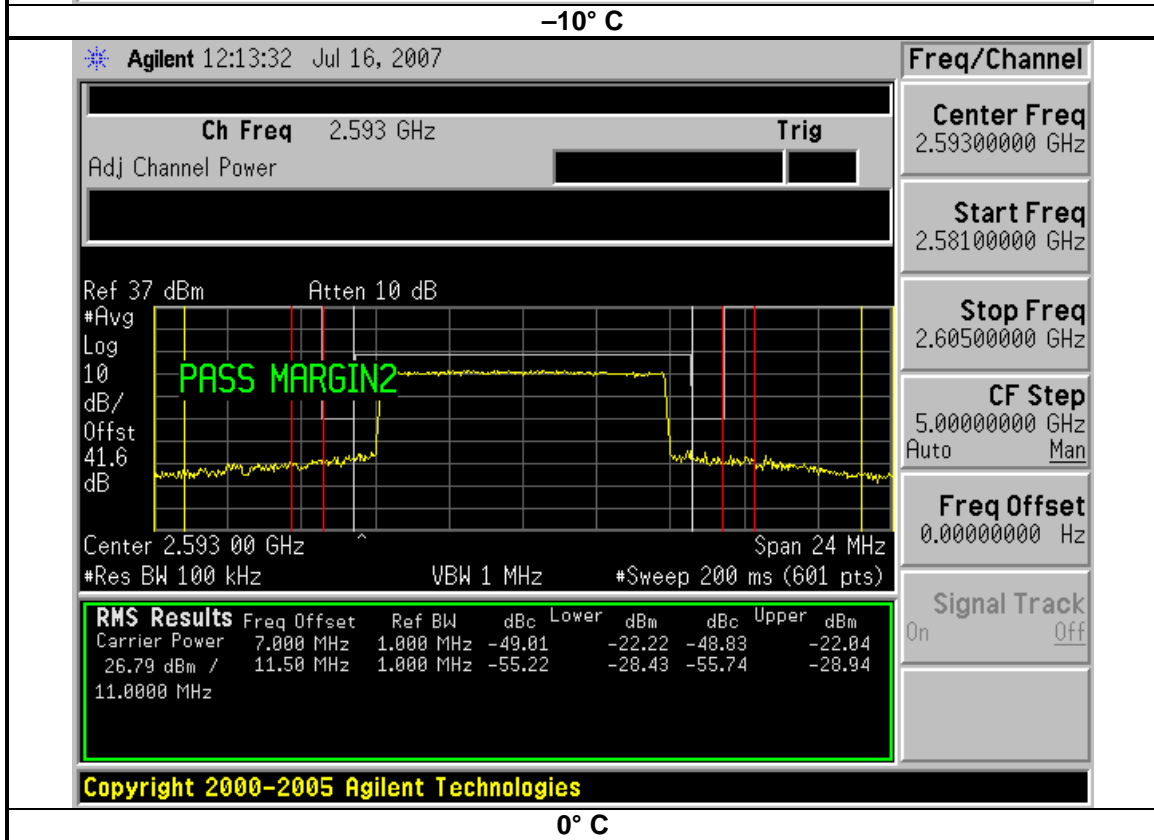 –10° C
Agilent 12:13:32 Jul 16, 2007
Freq/Channel
Ch Freq 2.593 GHz Trig
Adj Channel Power
Center Freq
2.59300000 GHz
Start Freq
2.58100000 GHz
Stop Freq
2.60500000 GHz
CF Step
5.00000000 GHz
Auto Man
Freq Offset
0.00000000 Hz
Signal Track
On Off
Ref 37 dBm Atten 10 dB
#Avg
Log
10
dB/
Offst
41.6
dB
PASS MARGIN2
Center 2.593 00 GHz Span 24 MHz
#Res BW 100 kHz VBW 1 MHz #Sweep 200 ms (601 pts)
RMS Results Freq Offset Ref BW dBc Lower dBm dBc Upper dBm
Carrier Power 7.000 MHz 1.000 MHz -49.01 -22.22 -48.83 -22.04
26.79 dBm / 11.50 MHz 1.000 MHz -55.22 -28.43 -55.74 -28.94
11.0000 MHz
Copyright 2000-2005 Agilent Technologies
0° C